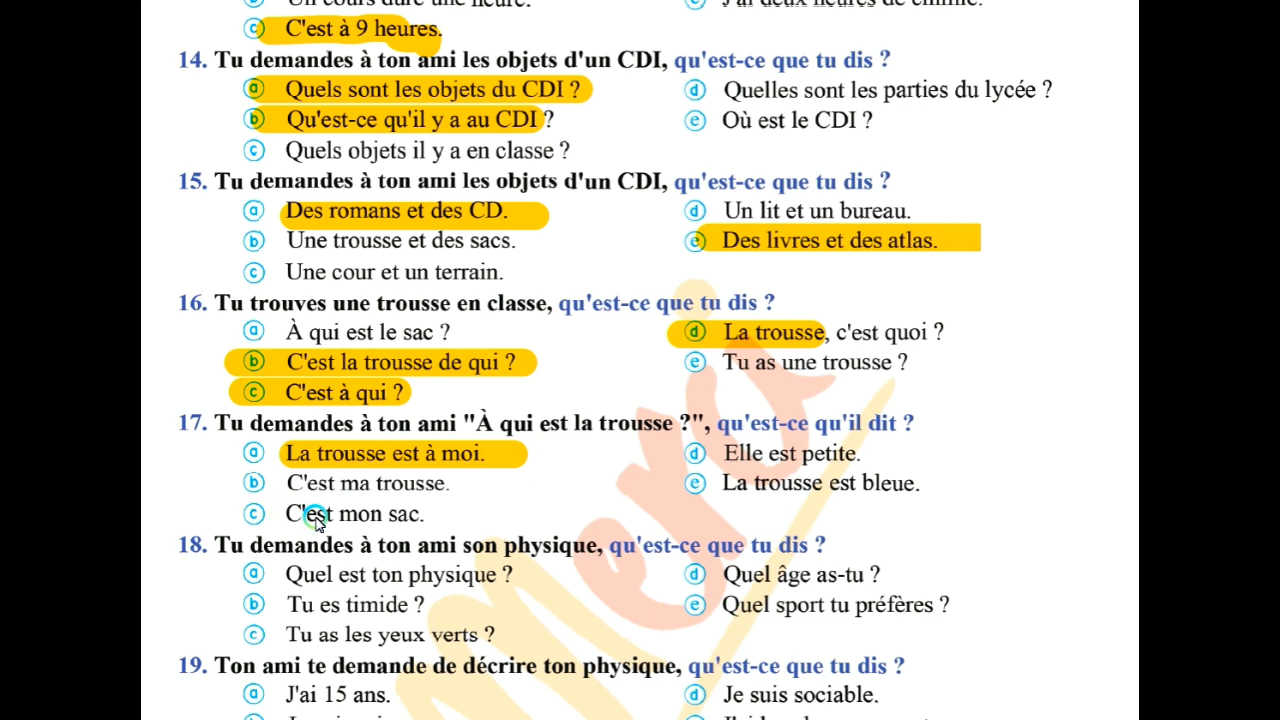 ⓒ C'est à 9 heures.
14. Tu demandes à ton ami les objets d'un CDI, qu'est-ce que tu dis ?
ⓐ Quels sont les objets du CDI ? ⓓ Quelles sont les parties du lycée ?
ⓑ Qu'est-ce qu'il y a au CDI ? ⓔ Où est le CDI ?
ⓒ Quels objets il y a en classe ?
15. Tu demandes à ton ami les objets d'un CDI, qu'est-ce que tu dis ?
ⓐ Des romans et des CD. ⓓ Un lit et un bureau.
ⓑ Une trousse et des sacs. ⓔ Des livres et des atlas.
ⓒ Une cour et un terrain.
16. Tu trouves une trousse en classe, qu'est-ce que tu dis ?
ⓐ À qui est le sac ? ⓓ La trousse, c'est quoi ?
ⓑ C'est la trousse de qui ? ⓔ Tu as une trousse ?
ⓒ C'est à qui ?
17. Tu demandes à ton ami "À qui est la trousse ?", qu'est-ce qu'il dit ?
ⓐ La trousse est à moi. ⓓ Elle est petite.
ⓑ C'est ma trousse. ⓔ La trousse est bleue.
ⓒ C'est mon sac.
18. Tu demandes à ton ami son physique, qu'est-ce que tu dis ?
ⓐ Quel est ton physique ? ⓓ Quel âge as-tu ?
ⓑ Tu es timide ? ⓔ Quel sport tu préfères ?
ⓒ Tu as les yeux verts ?
19. Ton ami te demande de décrire ton physique, qu'est-ce que tu dis ?
ⓐ J'ai 15 ans. ⓓ Je suis sociable.
Merci